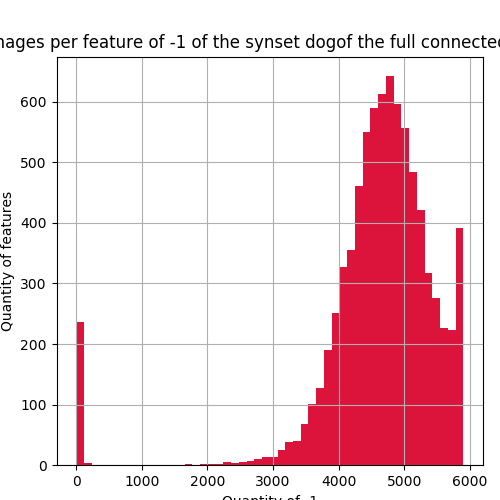 mages per feature of -1 of the synset dogof the full connected
Quantity of features
600
500
400
300
200
100
0
0 1000 2000 3000 4000 5000 6000
Quantity of -1